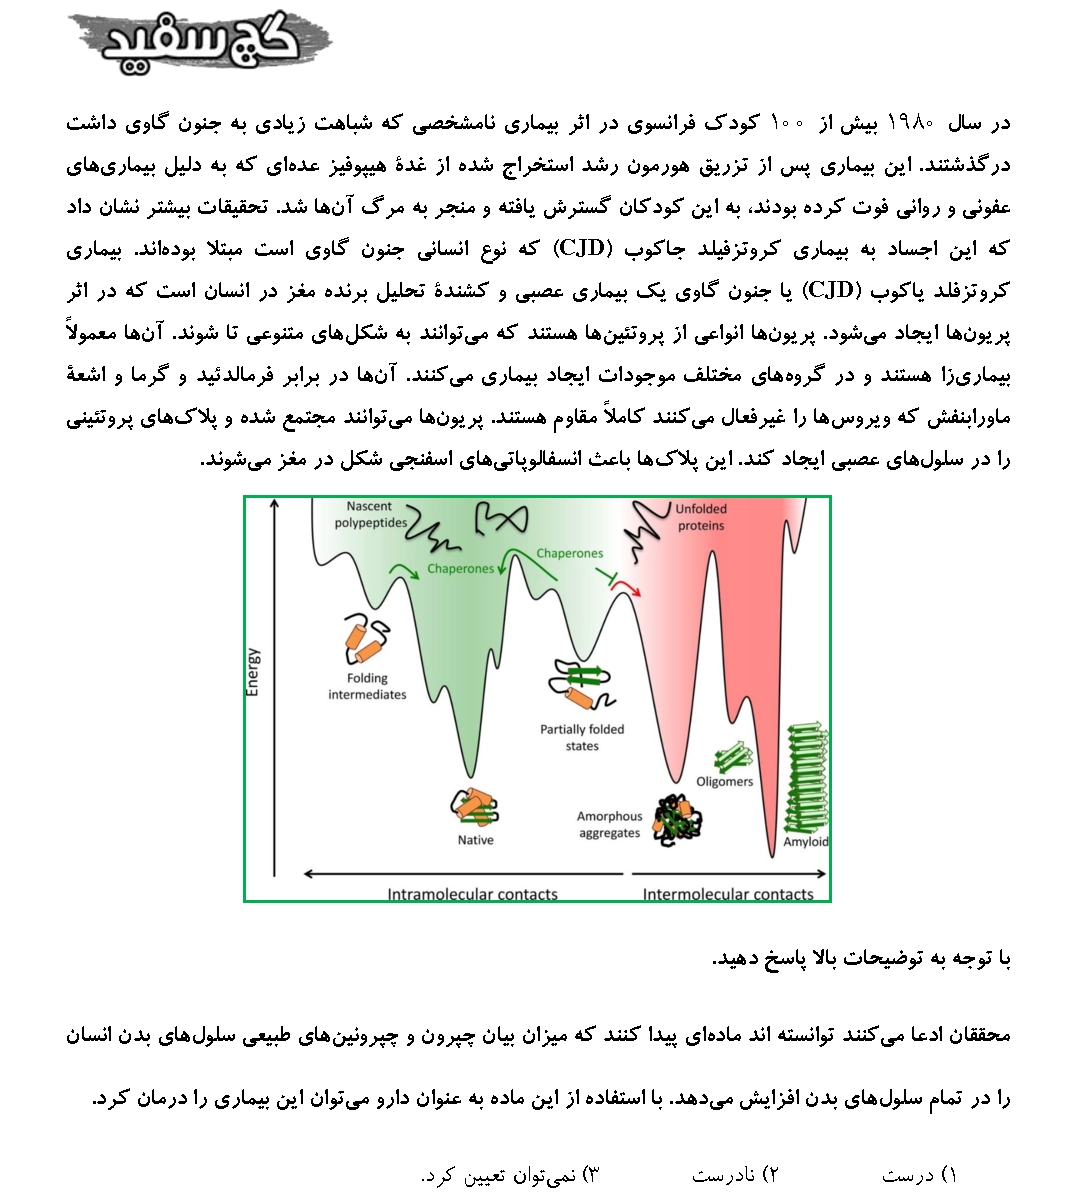 گچ سفید
در سال ۱۹۸۰ بیش از ۱۰۰ کودک فرانسوی در اثر بیماری نامشخصی که شباهت زیادی به جنون گاوی داشت
درگذشتند. این بیماری پس از تزریق هورمون رشد استخراج شده از غدهٔ هیپوفیز عده‌ای که به دلیل بیماری‌های
عفونی و روانی فوت کرده بودند، به این کودکان گسترش یافته و منجر به مرگ آن‌ها شد. تحقیقات بیشتر نشان داد
که این اجساد به بیماری کروتزفیلد جاکوب (CJD) که نوع انسانی جنون گاوی است مبتلا بوده‌اند. بیماری
کروتزفلد یاکوب (CJD) یا جنون گاوی یک بیماری عصبی و کشندهٔ تحلیل برنده مغز در انسان است که در اثر
پریون‌ها ایجاد می‌شود. پریون‌ها انواعی از پروتئین‌ها هستند که می‌توانند به شکل‌های متنوعی تا شوند. آن‌ها معمولاً
بیماری‌زا هستند و در گروه‌های مختلف موجودات ایجاد بیماری می‌کنند. آن‌ها در برابر فرمالدئید و گرما و اشعهٔ
ماورابنفش که ویروس‌ها را غیرفعال می‌کنند کاملاً مقاوم هستند. پریون‌ها می‌توانند مجتمع شده و پلاک‌های پروتئینی
را در سلول‌های عصبی ایجاد کند. این پلاک‌ها باعث انسفالوپاتی‌های اسفنجی شکل در مغز می‌شوند.
Nascent
polypeptides
Unfolded
proteins
Chaperones
Chaperones
Energy
Folding
intermediates
Partially folded
states
Oligomers
Amorphous
aggregates
Native
Amyloid
Intramolecular contacts
Intermolecular contacts
با توجه به توضیحات بالا پاسخ دهید.
محققان ادعا می‌کنند توانسته اند ماده‌ای پیدا کنند که میزان بیان چپرون و چپرونین‌های طبیعی سلول‌های بدن انسان
را در تمام سلول‌های بدن افزایش می‌دهد. با استفاده از این ماده به عنوان دارو می‌توان این بیماری را درمان کرد.
۱) درست ۲) نادرست ۳) نمی‌توان تعیین کرد.